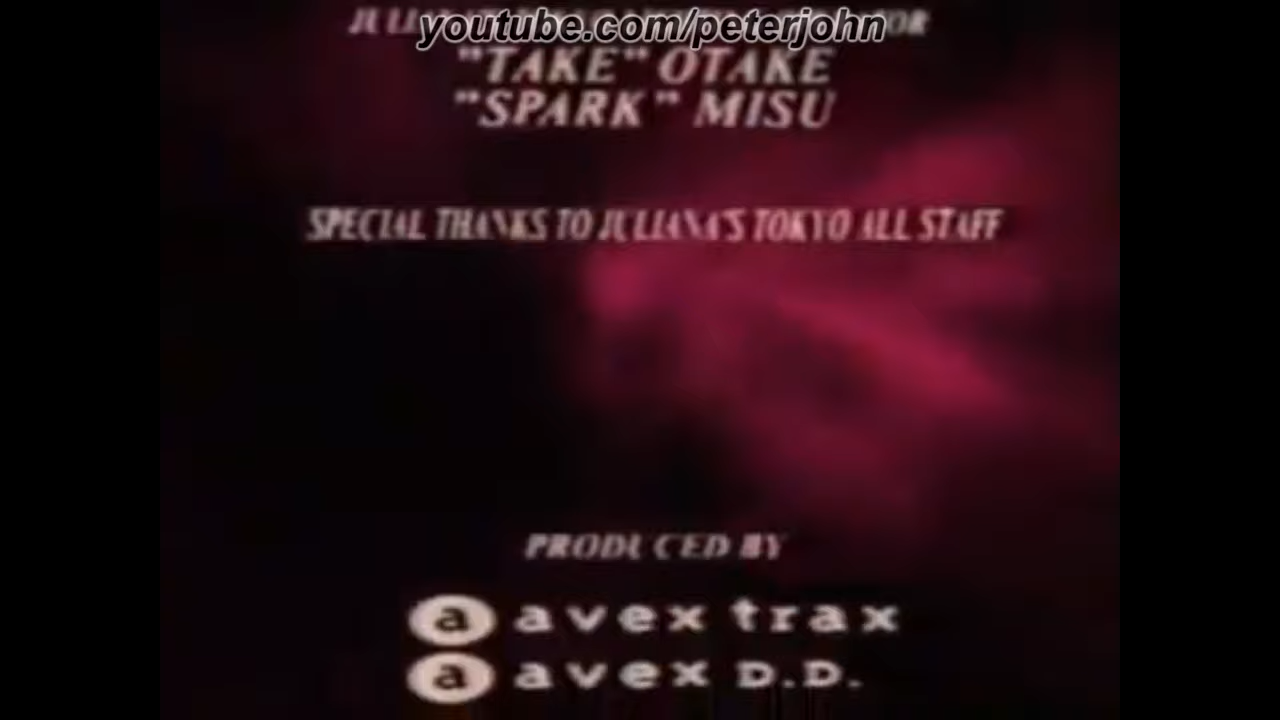 youtube.com/peterjohn
"TAKE" OTAKE
"SPARK" MISU
SPECIAL THANKS TO JULIANA'S TOKYO ALL STAFF
PRODUCED BY
a avex trax
a avex D.D.